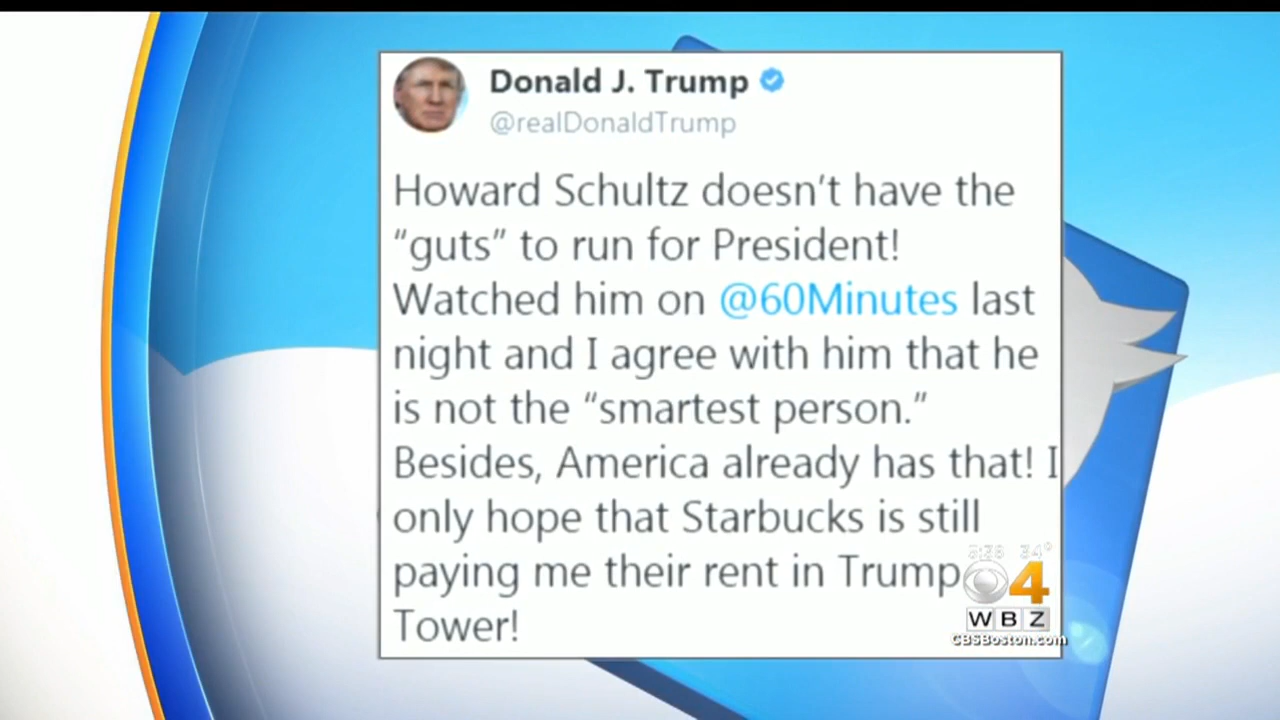 Donald J. Trump
@realDonaldTrump
Howard Schultz doesn’t have the
“guts” to run for President!
Watched him on @60Minutes last
night and I agree with him that he
is not the “smartest person.”
Besides, America already has that! I
only hope that Starbucks is still
paying me their rent in Trump
Tower!
34°
4
WBZ
CBSBoston.com